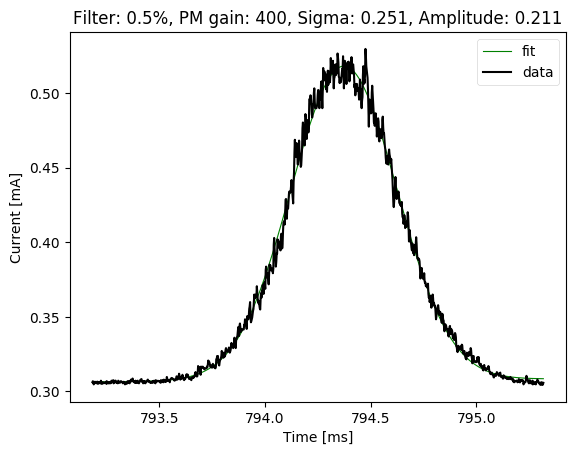 Filter: 0.5%, PM gain: 400, Sigma: 0.251, Amplitude: 0.211
fit
data
0.50
0.45
0.40
0.35
0.30
Current [mA]
793.5 794.0 794.5 795.0
Time [ms]